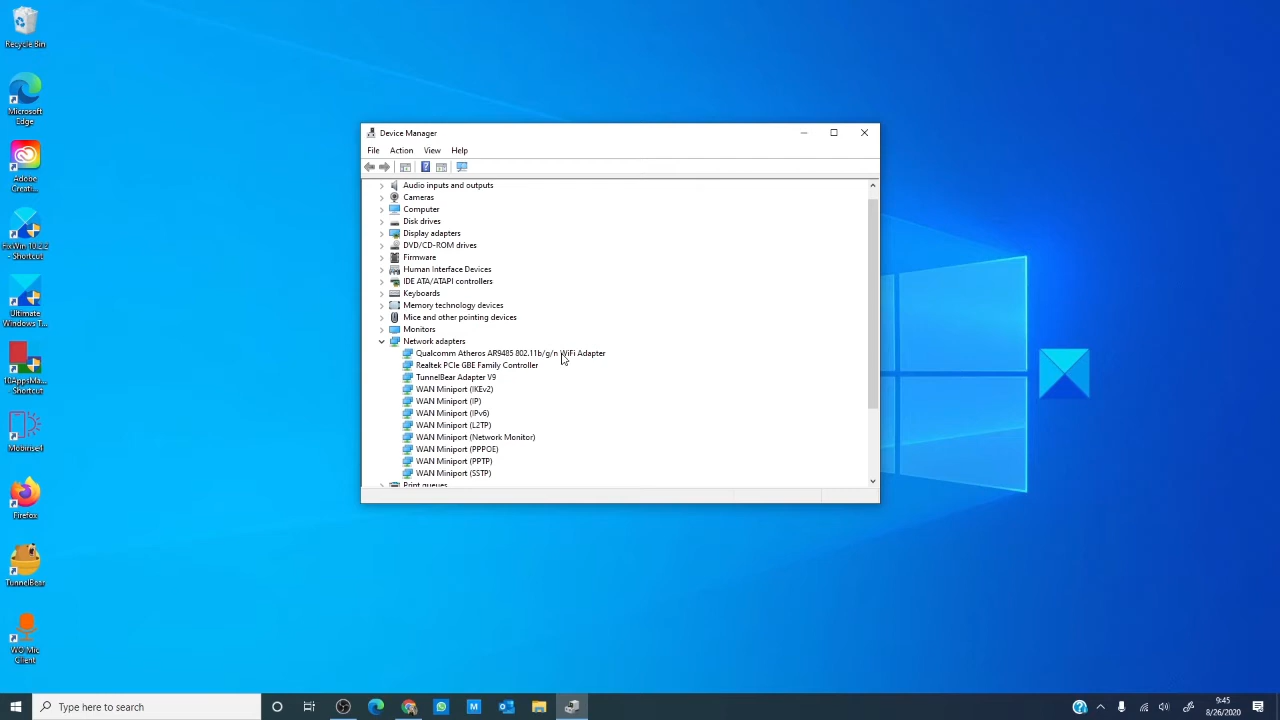 Recycle Bin
Microsoft
Edge
Adobe
Creati...
FixWin 10.2.2
- Shortcut
Ultimate
Windows T...
10AppsMa...
- Shortcut
Mobirise4
Firefox
TunnelBear
Wo Mic
Client
Device Manager
File Action View Help
Audio inputs and outputs
Cameras
Computer
Disk drives
Display adapters
DVD/CD-ROM drives
Firmware
Human Interface Devices
IDE ATA/ATAPI controllers
Keyboards
Memory technology devices
Mice and other pointing devices
Monitors
Network adapters
Qualcomm Atheros AR9485 802.11b/g/n WiFi Adapter
Realtek PCIe GBE Family Controller
TunnelBear Adapter V9
WAN Miniport (IKEv2)
WAN Miniport (IP)
WAN Miniport (IPv6)
WAN Miniport (L2TP)
WAN Miniport (Network Monitor)
WAN Miniport (PPPOE)
WAN Miniport (PPTP)
WAN Miniport (SSTP)
Print queues
Type here to search
9:45
8/26/2020